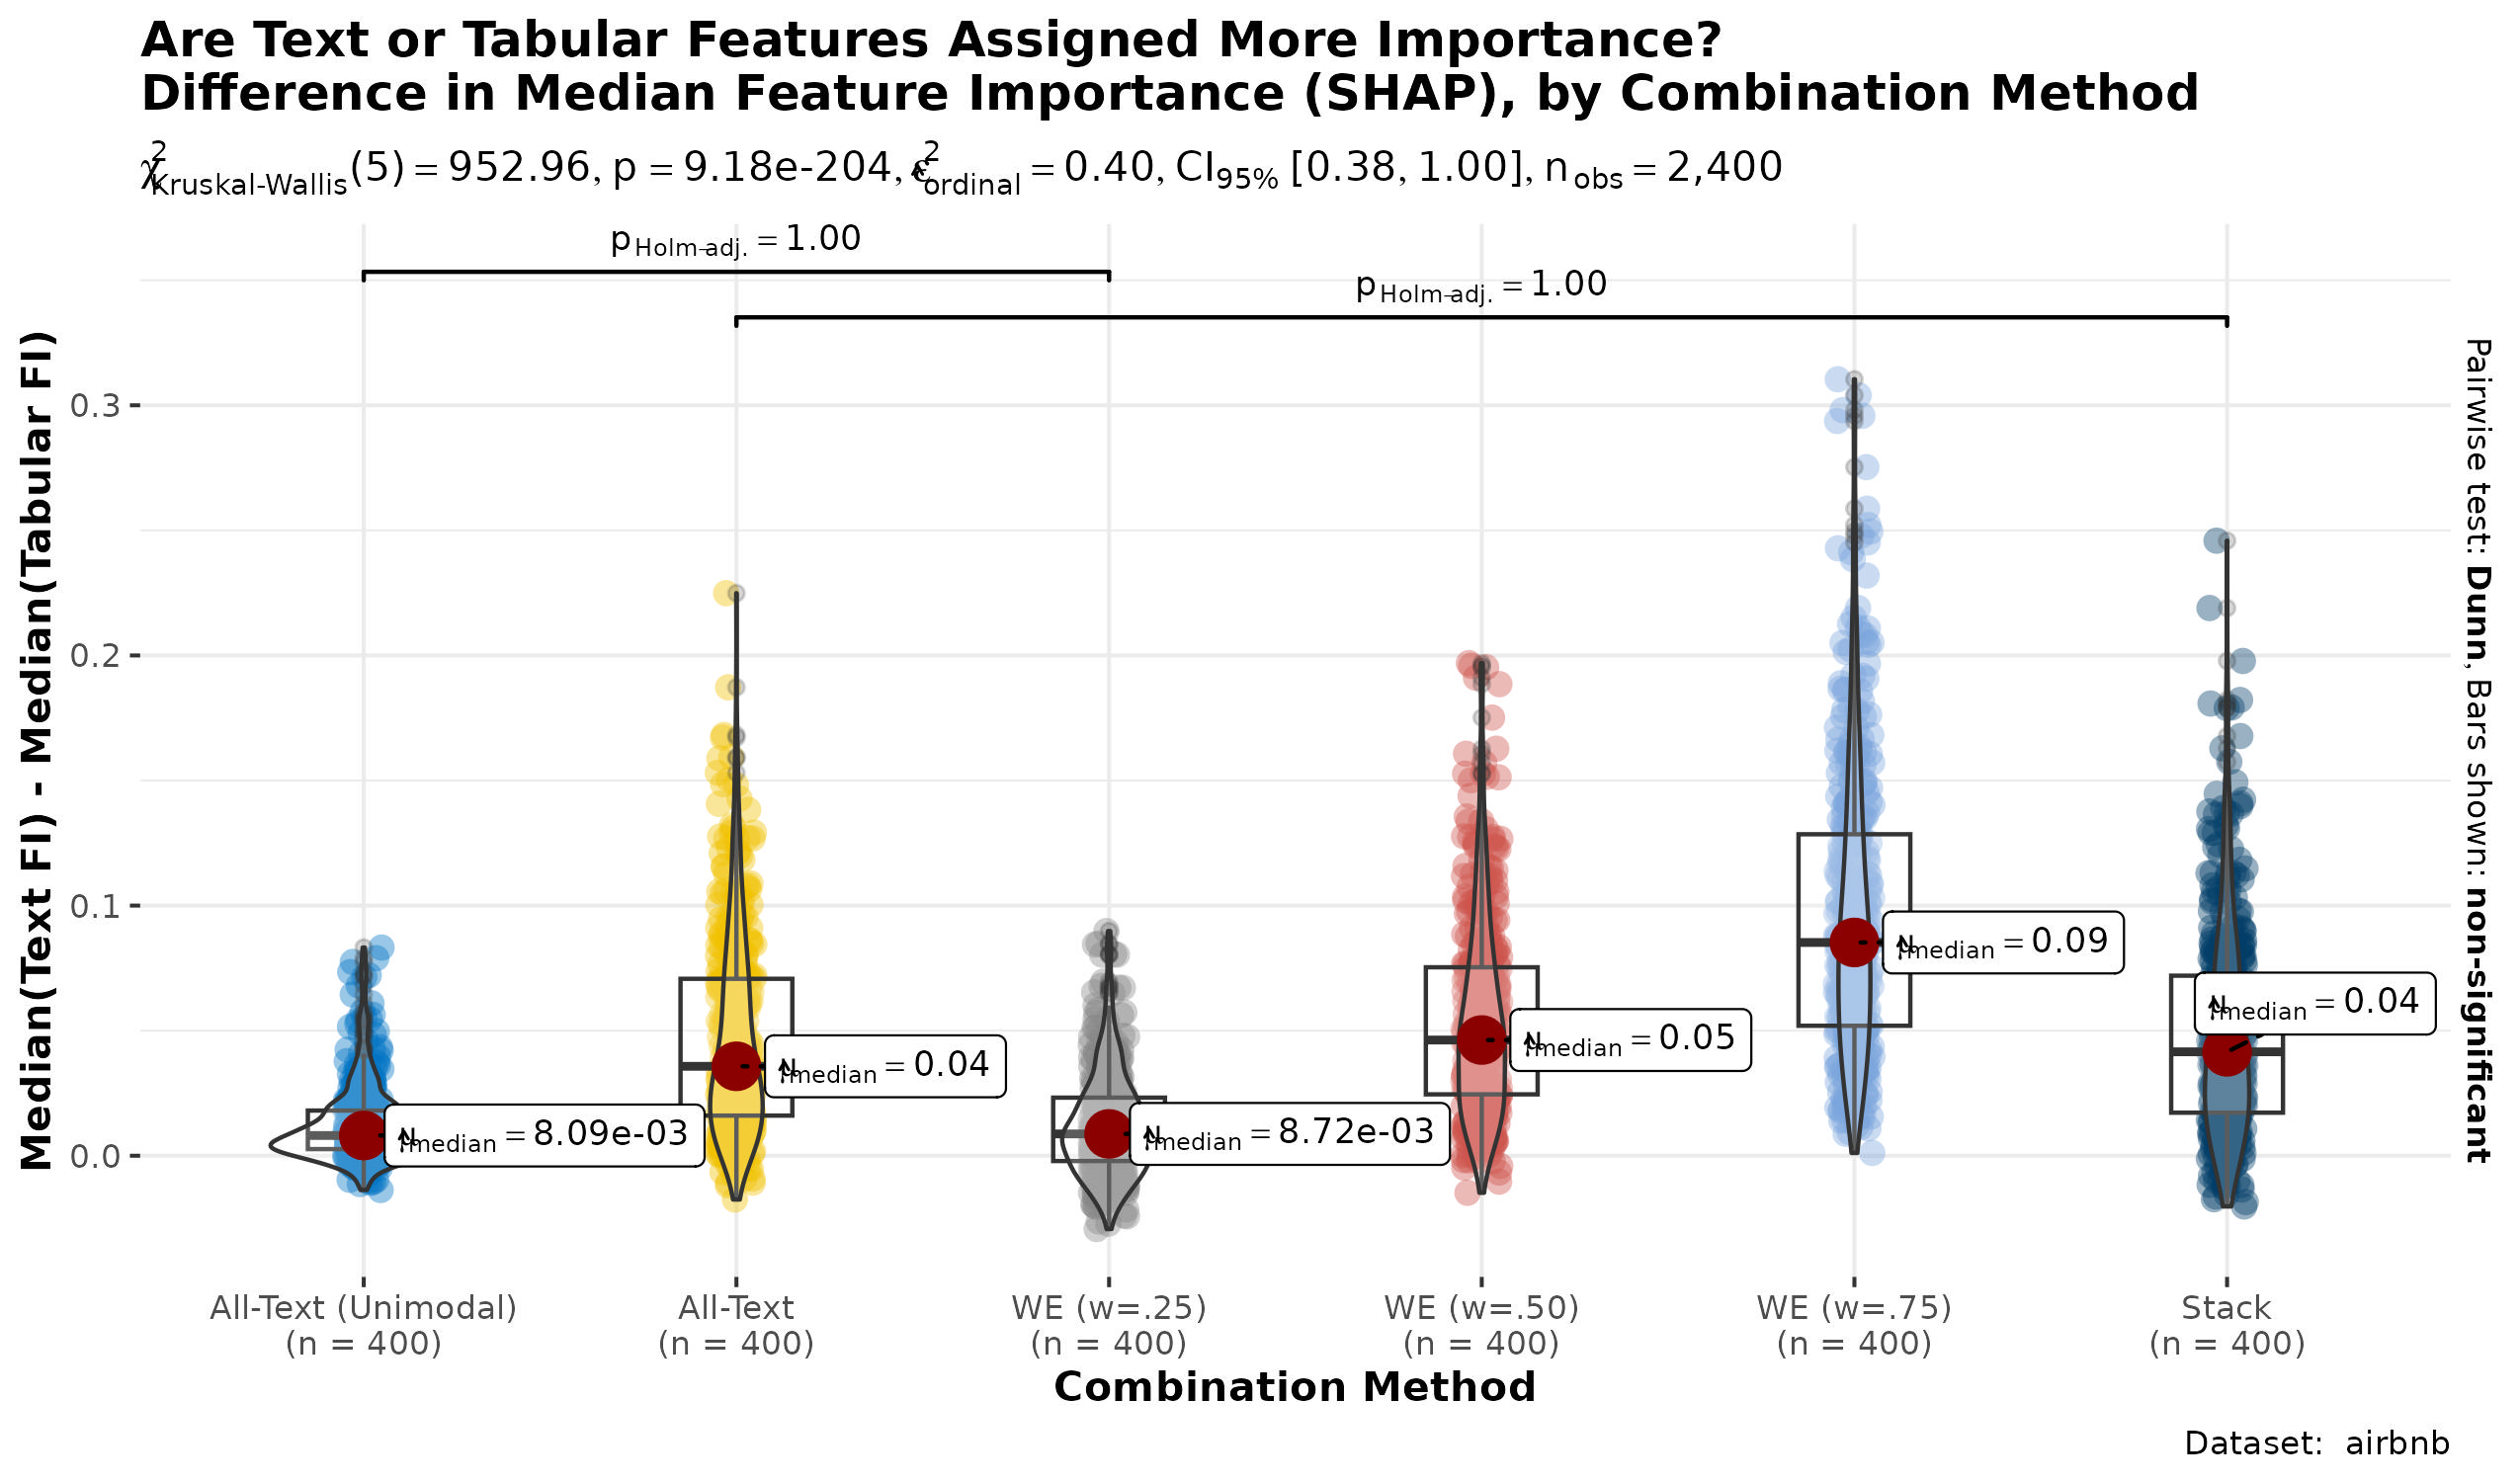 Are Text or Tabular Features Assigned More Importance?
Difference in Median Feature Importance (SHAP), by Combination Method
χ²Kruskal-Wallis(5) = 952.96, p = 9.18e-204, ε̂²ordinal = 0.40, CI95% [0.38, 1.00], nobs = 2,400
pHolm-adj. = 1.00
pHolm-adj. = 1.00
Median(Text FI) - Median(Tabular FI)
0.3
0.2
0.1
0.0
μ̂median = 8.09e-03
μ̂median = 0.04
μ̂median = 8.72e-03
μ̂median = 0.05
μ̂median = 0.09
μ̂median = 0.04
Pairwise test: Dunn, Bars shown: non-significant
All-Text (Unimodal)
(n = 400)
All-Text
(n = 400)
WE (w=.25)
(n = 400)
WE (w=.50)
(n = 400)
WE (w=.75)
(n = 400)
Stack
(n = 400)
Combination Method
Dataset: airbnb